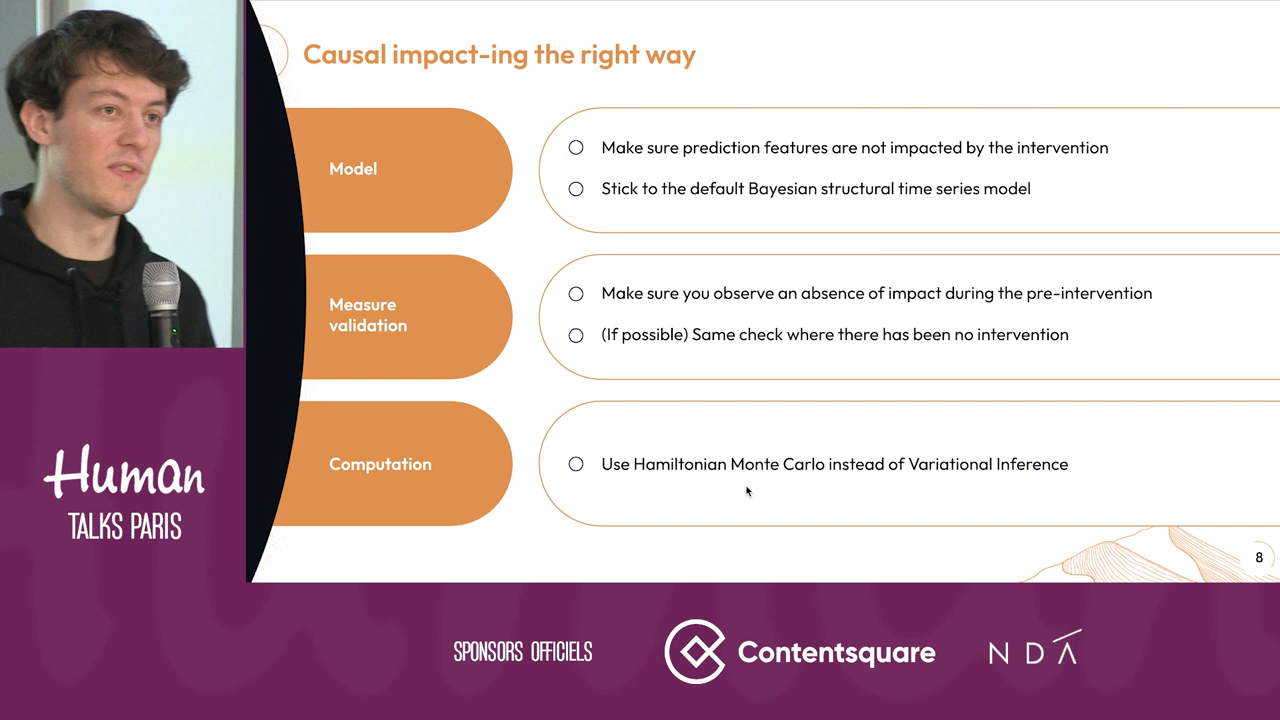 Causal impact-ing the right way
Model
Make sure prediction features are not impacted by the intervention
Stick to the default Bayesian structural time series model
Measure
validation
Make sure you observe an absence of impact during the pre-intervention
(If possible) Same check where there has been no intervention
Computation
Use Hamiltonian Monte Carlo instead of Variational Inference
8
Human
TALKS PARIS
SPONSORS OFFICIELS
Contentsquare
NDA